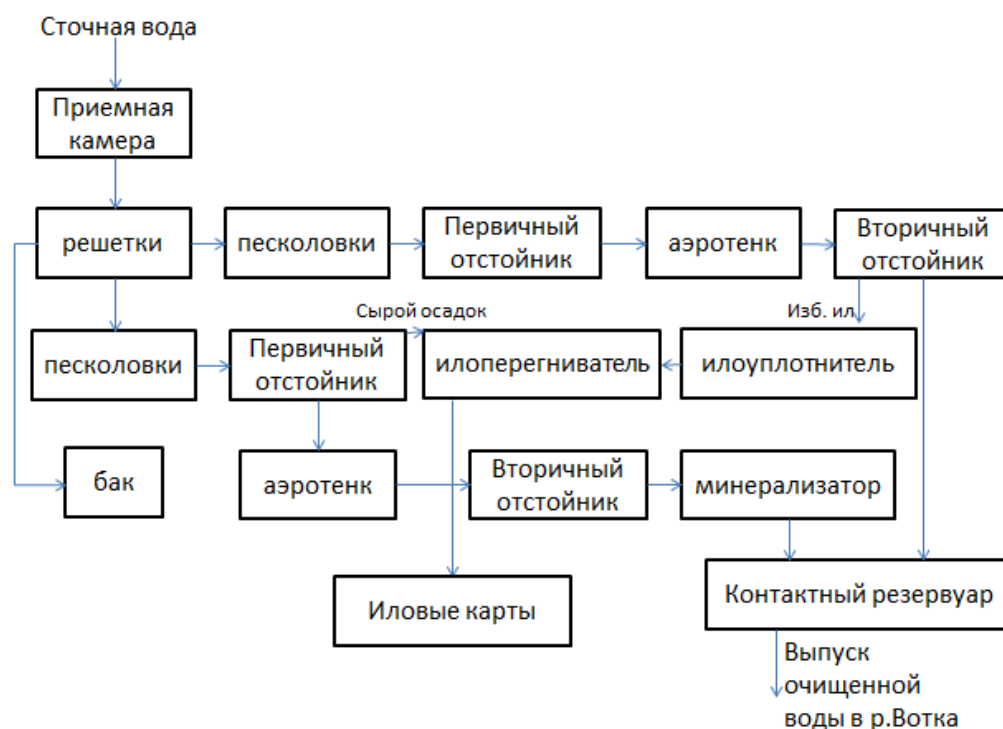 Сточная вода
Приемная
камера
решетки
песколовки
Первичный
отстойник
аэротенк
Вторичный
отстойник
Сырой осадок
Изб. ил
песколовки
Первичный
отстойник
илоперегниватель
илоуплотнитель
бак
аэротенк
Вторичный
отстойник
минерализатор
Иловые карты
Контактный резервуар
Выпуск
очищенной
воды в р.Вотка